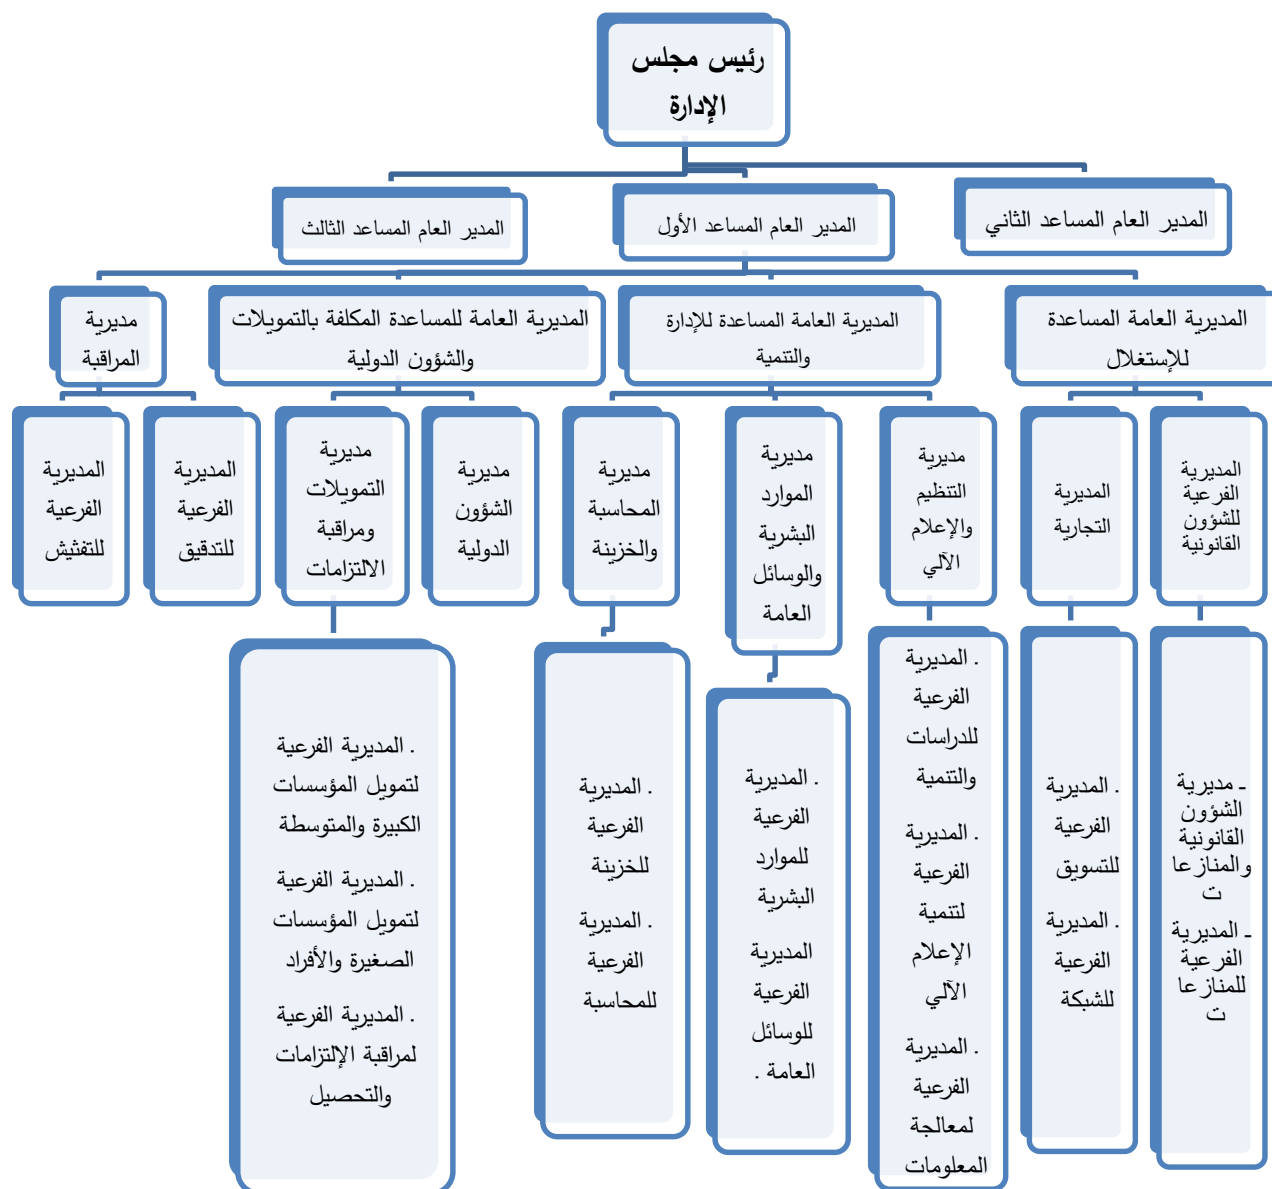 رئيس مجلس
الإدارة
المدير العام المساعد الثاني
المدير العام المساعد الأول
المدير العام المساعد الثالث
المديرية العامة المساعدة
للإستغلال
المديرية العامة المساعدة للإدارة
والتنمية
المديرية العامة للمساعدة المكلفة بالتمويلات
والشؤون الدولية
مديرية
المراقبة
المديرية
الفرعية
للشؤون
القانونية
المديرية
التجارية
مديرية
التنظيم
والإعلام
الآلي
مديرية
الموارد
البشرية
والوسائل
العامة
مديرية
المحاسبة
والخزينة
مديرية
الشؤون
الدولية
مديرية
التمويلات
ومراقبة
الالتزامات
المديرية
الفرعية
للتدقيق
المديرية
الفرعية
للتفثيش
ـ مديرية
الشؤون
القانونية
والمنازعا
ت
ـ المديرية
الفرعية
للمنازعا
ت
. المديرية
الفرعية
للتسويق
. المديرية
الفرعية
للشبكة
. المديرية
الفرعية
للدراسات
والتنمية
. المديرية
الفرعية
لتنمية
الإعلام
الآلي
. المديرية
الفرعية
لمعالجة
المعلومات
. المديرية
الفرعية
للموارد
البشرية
المديرية
الفرعية
للوسائل
العامة .
. المديرية
الفرعية
للخزينة
. المديرية
الفرعية
للمحاسبة
. المديرية الفرعية
لتمويل المؤسسات
الكبيرة والمتوسطة
. المديرية الفرعية
لتمويل المؤسسات
الصغيرة والأفراد
. المديرية الفرعية
لمراقبة الإلتزامات
والتحصيل